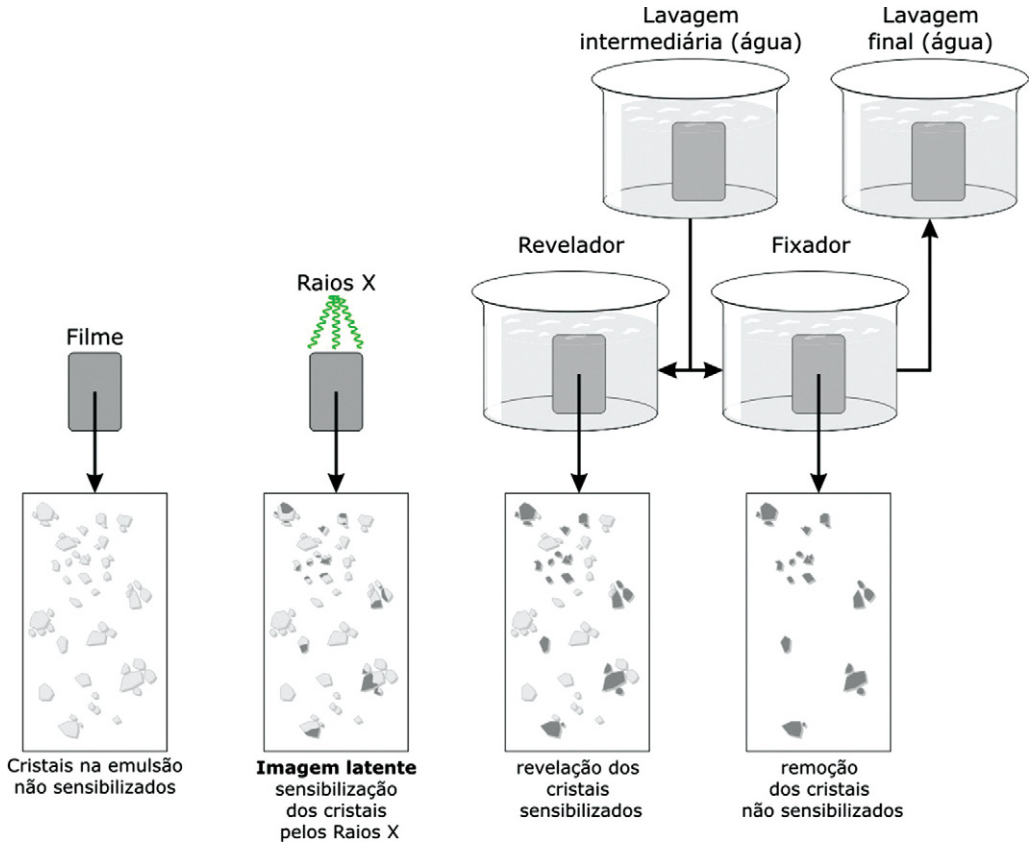 Lavagem
intermediária (água)
Lavagem
final (água)
Revelador
Fixador
Raios X
Filme
Cristais na emulsão
não sensibilizados
Imagem latente
sensibilização
dos cristais
pelos Raios X
revelação dos
cristais
sensibilizados
remoção
dos cristais
não sensibilizados